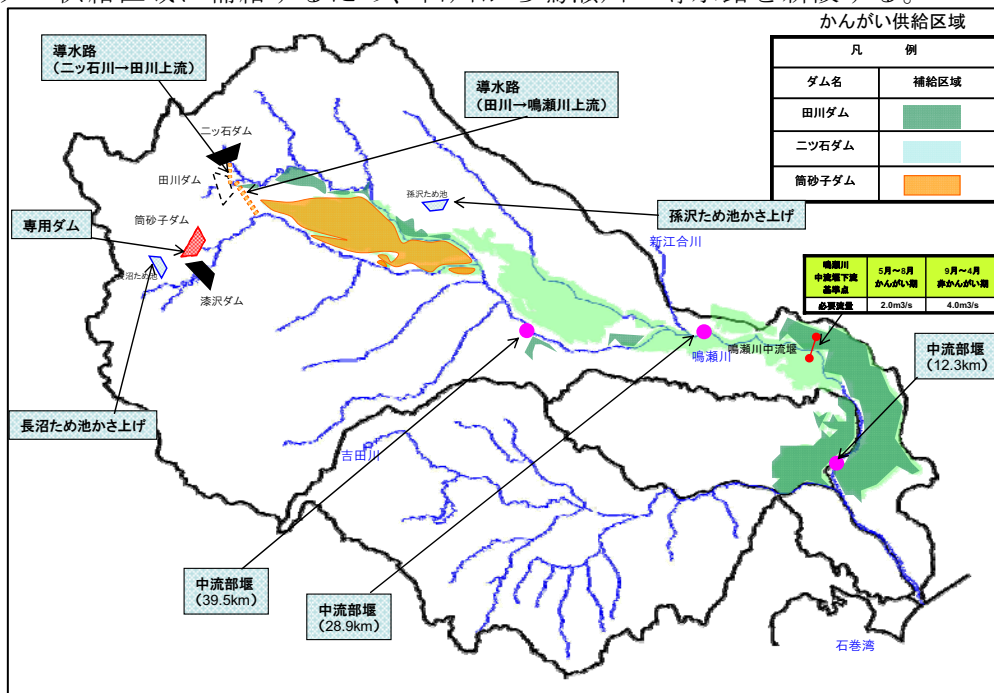 かんがい供給区域
凡 例
ダム名 補給区域
田川ダム
二ツ石ダム
筒砂子ダム
導水路
(二ッ石川→田川上流)
導水路
(田川→鳴瀬川上流)
二ッ石ダム
田川ダム
筒砂子ダム
専用ダム
漆沢ダム
長沼ため池かさ上げ
孫沢ため池
孫沢ため池かさ上げ
新江合川
鳴瀬川
中流堰下流
基準点
5月~8月
かんがい期
9月~4月
非かんがい期
必要流量 2.0m3/s 4.0m3/s
鳴瀬川中流堰
鳴瀬川
中流部堰
(12.3km)
吉田川
中流部堰
(39.5km)
中流部堰
(28.9km)
石巻湾